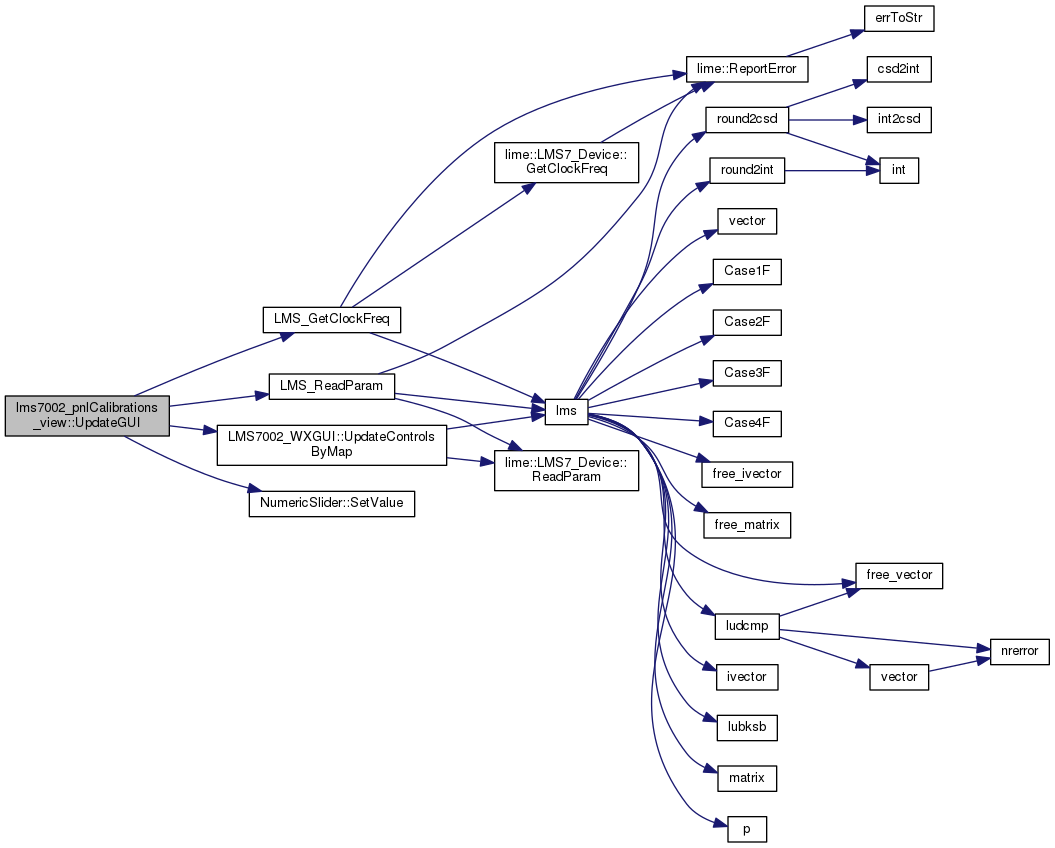 lms7002_pnlCalibrations
_view::UpdateGUI
LMS_GetClockFreq
LMS_ReadParam
LMS7002_WXGUI::UpdateControls
ByMap
NumericSlider::SetValue
lime::LMS7_Device::
GetClockFreq
lms
lime::LMS7_Device::
ReadParam
lime::ReportError
round2csd
round2int
vector
Case1F
Case2F
Case3F
Case4F
free_ivector
free_matrix
ludcmp
ivector
lubksb
matrix
p
errToStr
csd2int
int2csd
int
free_vector
vector
nrerror